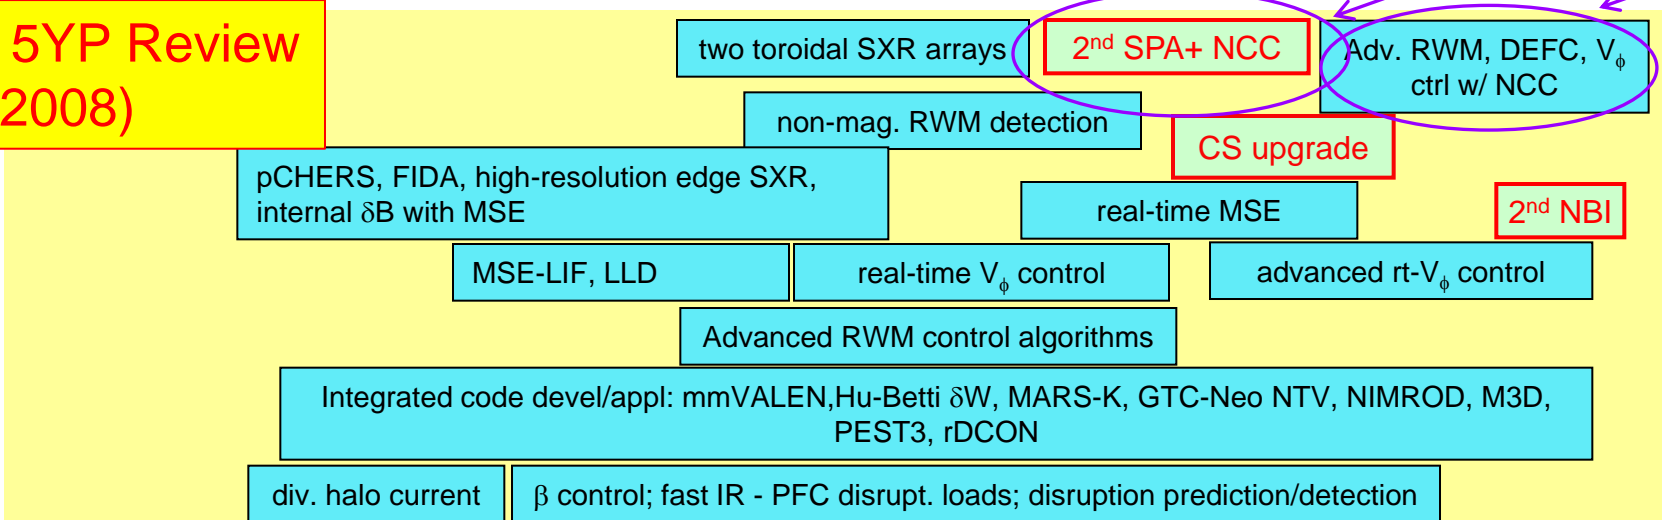 5YP Review
2008)
two toroidal SXR arrays
2nd SPA+ NCC
Adv. RWM, DEFC, Vϕ
ctrl w/ NCC
non-mag. RWM detection
CS upgrade
pCHERS, FIDA, high-resolution edge SXR,
internal δB with MSE
real-time MSE
2nd NBI
MSE-LIF, LLD
real-time Vϕ control
advanced rt-Vϕ control
Advanced RWM control algorithms
Integrated code devel/appl: mmVALEN,Hu-Betti δW, MARS-K, GTC-Neo NTV, NIMROD, M3D,
PEST3, rDCON
div. halo current
β control; fast IR - PFC disrupt. loads; disruption prediction/detection